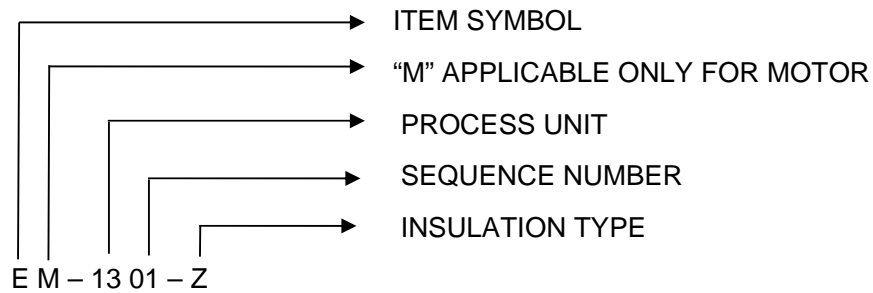 ITEM SYMBOL
“M” APPLICABLE ONLY FOR MOTOR
PROCESS UNIT
SEQUENCE NUMBER
INSULATION TYPE
E M – 13 01 – Z